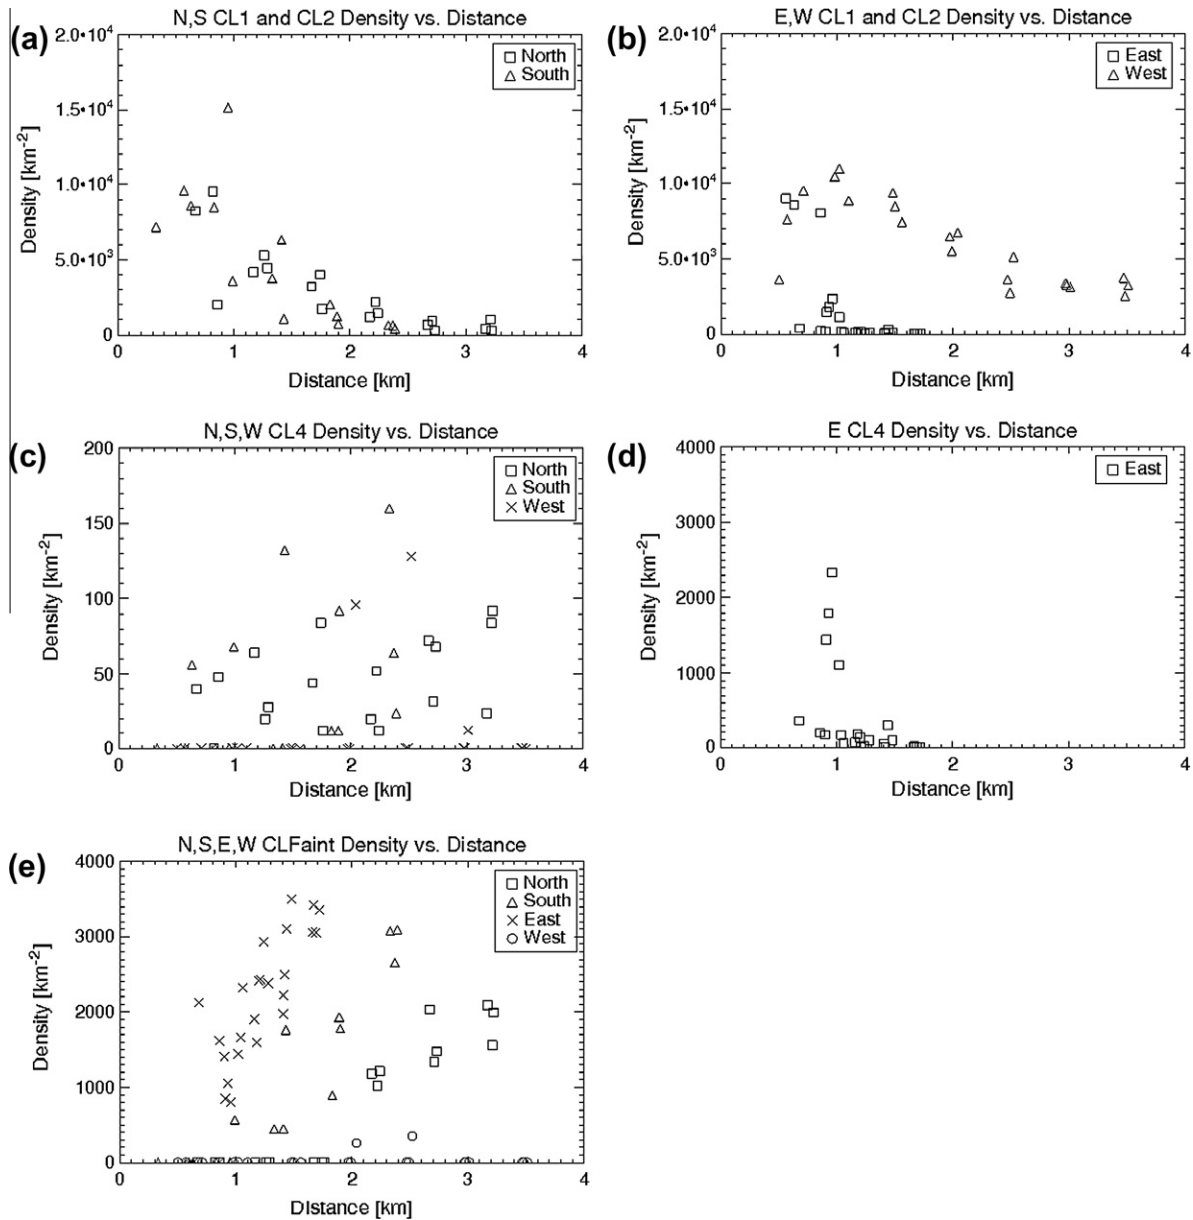 (a)
N,S CL1 and CL2 Density vs. Distance
2.0•10⁴
1.5•10⁴
1.0•10⁴
5.0•10³
0
Density [km⁻²]
North
South
0 1 2 3 4
Distance [km]
(b)
E,W CL1 and CL2 Density vs. Distance
2.0•10⁴
1.5•10⁴
1.0•10⁴
5.0•10³
0
Density [km⁻²]
East
West
0 1 2 3 4
Distance [km]
(c)
N,S,W CL4 Density vs. Distance
200
150
100
50
0
Density [km⁻²]
North
South
West
0 1 2 3 4
Distance [km]
(d)
E CL4 Density vs. Distance
4000
3000
2000
1000
0
Density [km⁻²]
East
0 1 2 3 4
Distance [km]
(e)
N,S,E,W CLFaint Density vs. Distance
4000
3000
2000
1000
0
Density [km⁻²]
North
South
East
West
0 1 2 3 4
Distance [km]